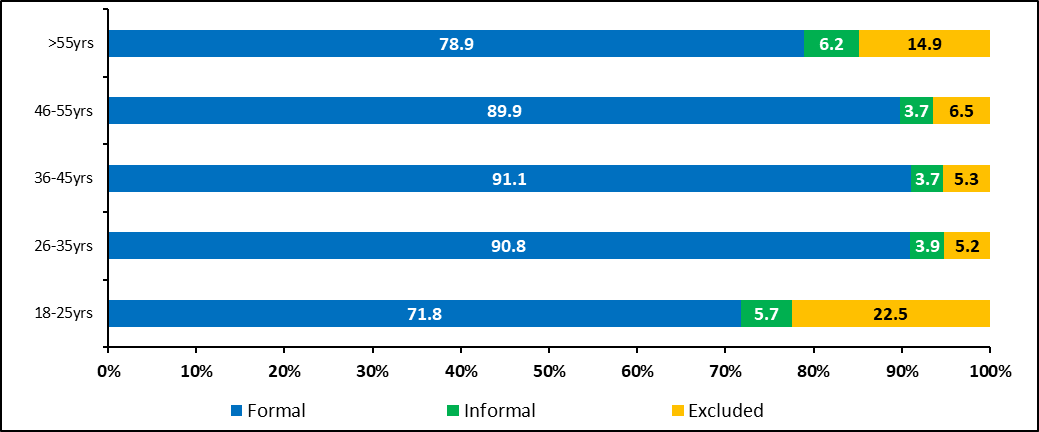 >55yrs 78.9 6.2 14.9
46-55yrs 89.9 3.7 6.5
36-45yrs 91.1 3.7 5.3
26-35yrs 90.8 3.9 5.2
18-25yrs 71.8 5.7 22.5
0% 10% 20% 30% 40% 50% 60% 70% 80% 90% 100%
Formal Informal Excluded